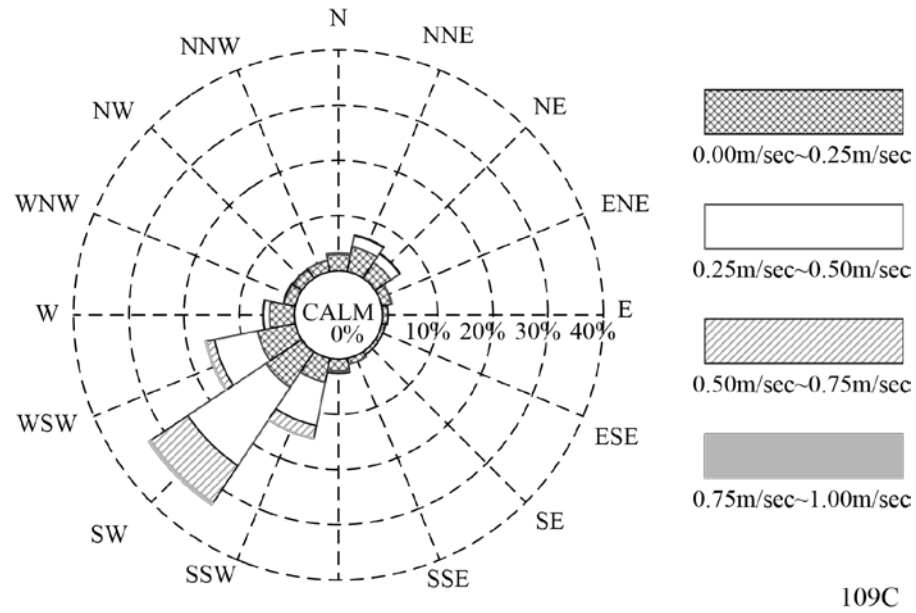 N
NNE
NE
ENE
E
ESE
SE
SSE
SSW
SW
WSW
W
WNW
NW
NNW
CALM
0% 10% 20% 30% 40%
0.00m/sec~0.25m/sec
0.25m/sec~0.50m/sec
0.50m/sec~0.75m/sec
0.75m/sec~1.00m/sec
109C